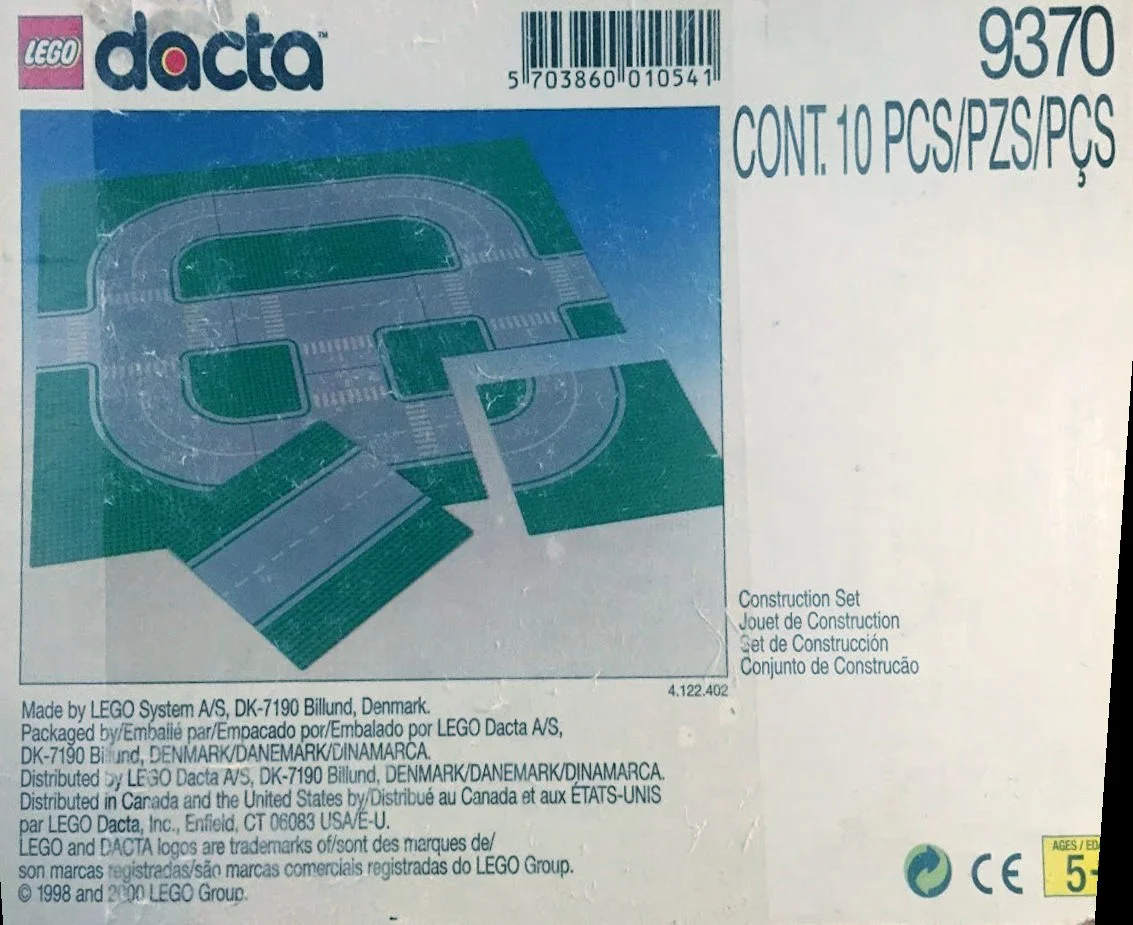 LEGO dacta™
5 703860 010541
9370
CONT. 10 PCS/PZS/PÇS
Construction Set
Jouet de Construction
Set de Construcción
Conjunto de Construcão
4.122.402
Made by LEGO System A/S, DK-7190 Billund, Denmark.
Packaged by/Embalié par/Empacado por/Embalado por LEGO Dacta A/S,
DK-7190 Billund, DENMARK/DANEMARK/DINAMARCA.
Distributed by LEGO Dacta A/S, DK-7190 Billund, DENMARK/DANEMARK/DINAMARCA.
Distributed in Canada and the United States by/Distribué au Canada et aux ÉTATS-UNIS
par LEGO Dacta, Inc., Enfield, CT 06083 USA/E-U.
LEGO and DACTA logos are trademarks of/sont des marques de/
son marcas registradas/são marcas comerciais registradas do LEGO Group.
© 1998 and 2000 LEGO Group.
CE
AGES / ED
5-